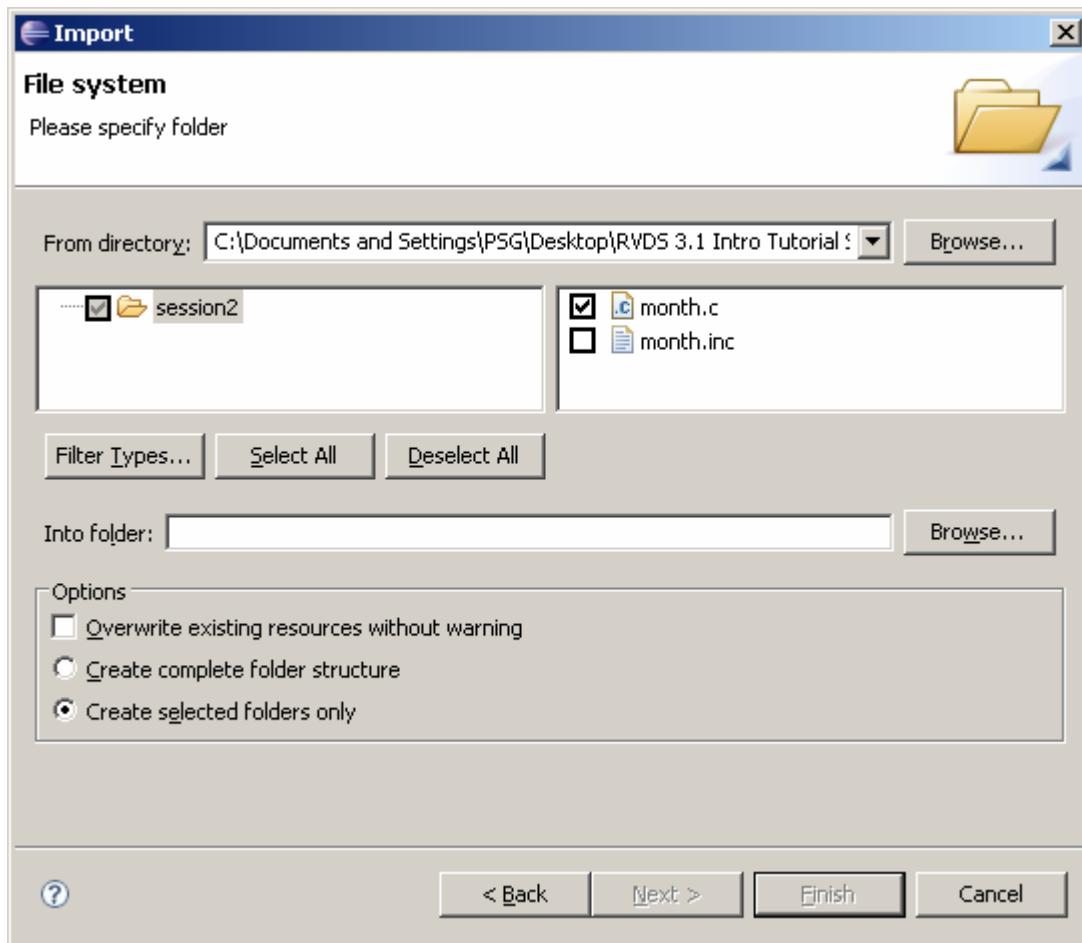 Import
File system
Please specify folder
From directory: C:\Documents and Settings\PSG\Desktop\RVDS 3.1 Intro Tutorial Browse...
session2
month.c
month.inc
Filter Types... Select All Deselect All
Into folder: Browse...
Options
Overwrite existing resources without warning
Create complete folder structure
Create selected folders only
< Back Next > Finish Cancel